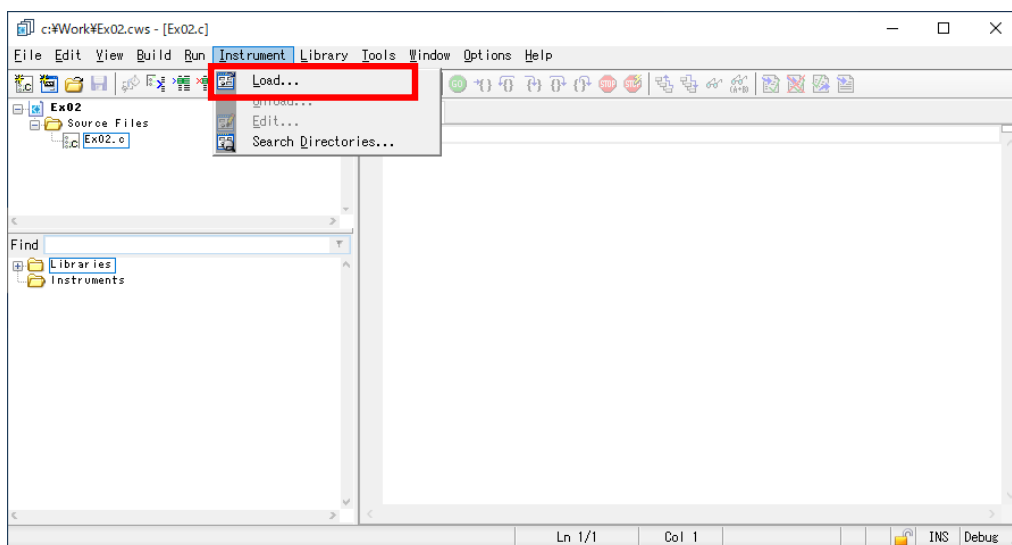 c:¥Work¥Ex02.cws - [Ex02.c]
File Edit View Build Run Instrument Library Tools Window Options Help
Load...
Unload...
Edit...
Search Directories...
Ex02
Source Files
Ex02.c
Find
Libraries
Instruments
Ln 1/1 Col 1 INS Debug